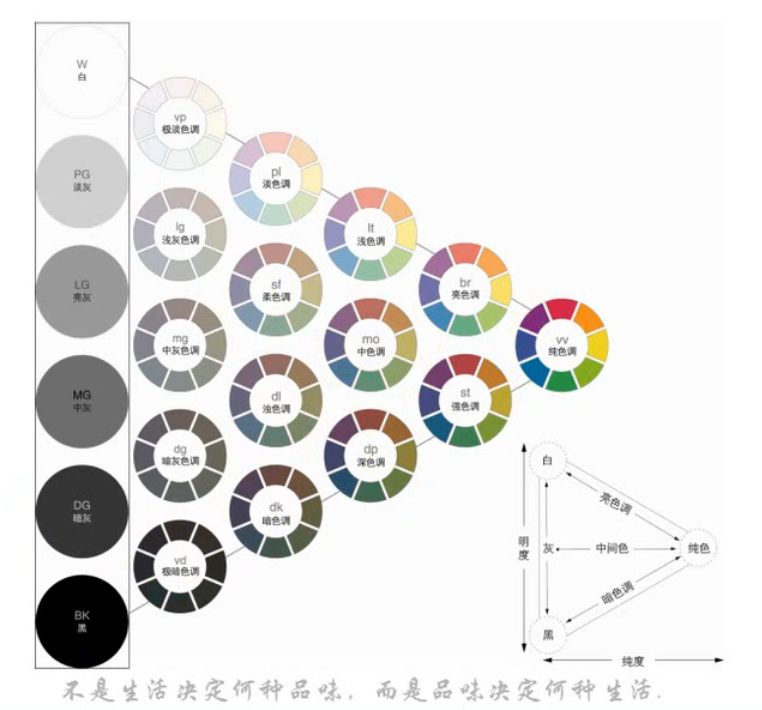 W
白
PG
淡灰
LG
亮灰
MG
中灰
DG
暗灰
BK
黑
vp
极淡色调
lg
浅灰色调
mg
中灰色调
dg
暗灰色调
vd
极暗色调
pl
淡色调
sf
柔色调
dl
浊色调
dk
暗色调
lt
浅色调
mo
中色调
dp
深色调
br
亮色调
st
强色调
vv
纯色调
白
亮色调
明度
灰
中间色
纯色
暗色调
黑
纯度
不是生活决定何种品味，而是品味决定何种生活.